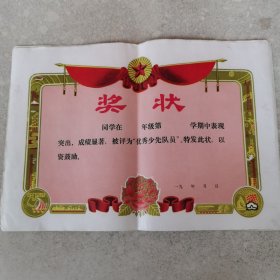 奖状
同学在 年级第 学期中表现
突出，成绩显著，被评为“优秀少先队员”，特发此状，以
资鼓励。
一九 年 月 日